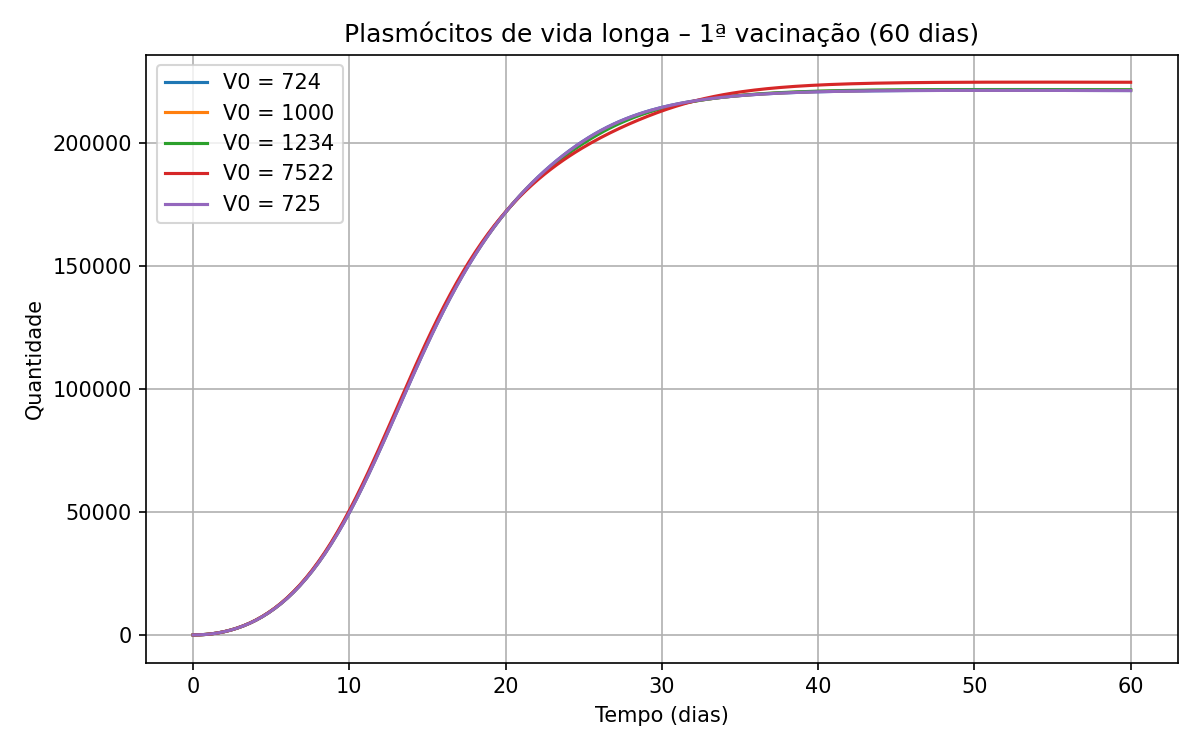 Plasmócitos de vida longa – 1ª vacinação (60 dias)
V0 = 724
V0 = 1000
V0 = 1234
V0 = 7522
V0 = 725
200000
150000
100000
50000
0
Quantidade
0 10 20 30 40 50 60
Tempo (dias)